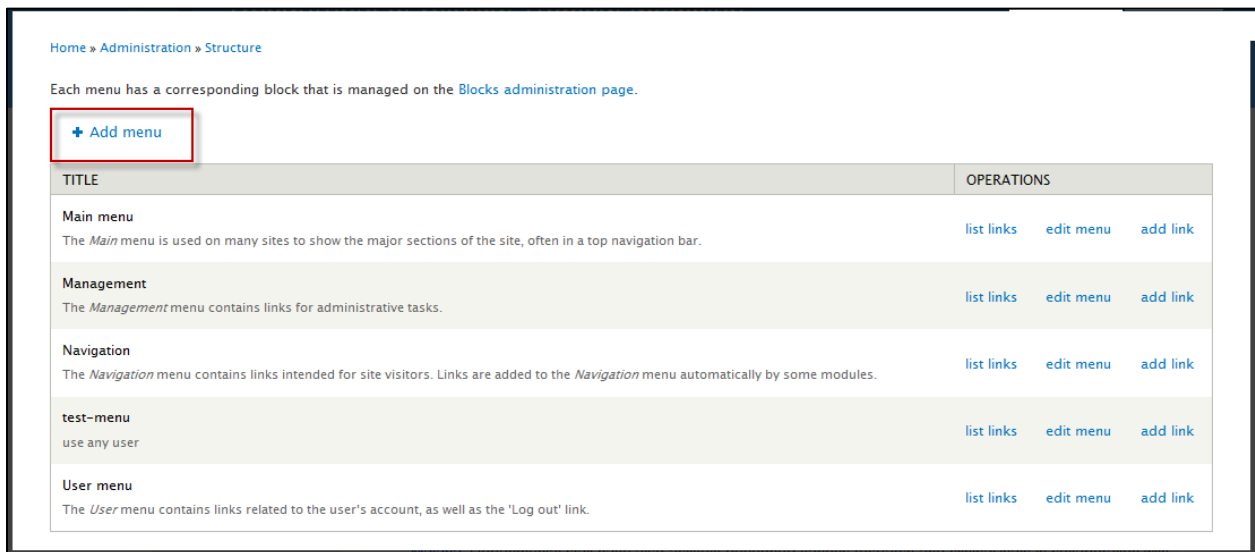 Home » Administration » Structure
Each menu has a corresponding block that is managed on the Blocks administration page.
+ Add menu
TITLE OPERATIONS
Main menu
The Main menu is used on many sites to show the major sections of the site, often in a top navigation bar.
list links edit menu add link
Management
The Management menu contains links for administrative tasks.
list links edit menu add link
Navigation
The Navigation menu contains links intended for site visitors. Links are added to the Navigation menu automatically by some modules.
list links edit menu add link
test-menu
use any user
list links edit menu add link
User menu
The User menu contains links related to the user's account, as well as the 'Log out' link.
list links edit menu add link